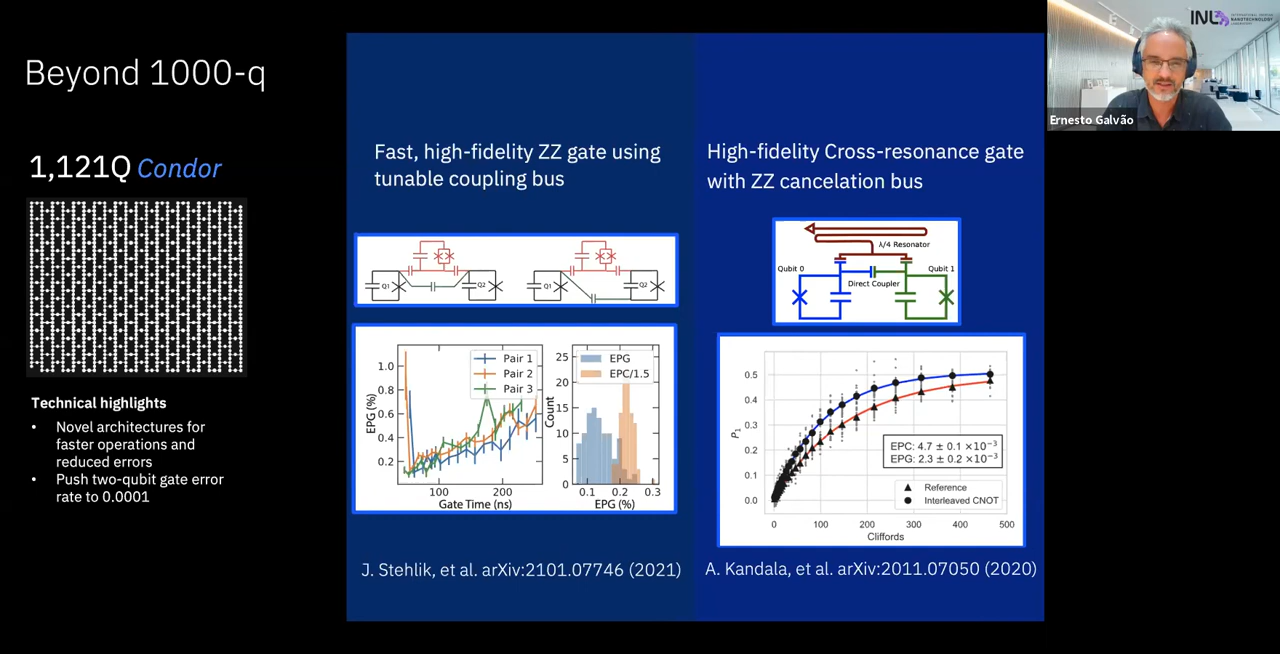 Beyond 1000-q
1,121Q Condor
Technical highlights
• Novel architectures for
faster operations and
reduced errors
• Push two-qubit gate error
rate to 0.0001
Fast, high-fidelity ZZ gate using
tunable coupling bus
Q1
Q2
Q1
Q2
EPG (%)
1.0
0.8
0.6
0.4
0.2
Pair 1
Pair 2
Pair 3
100
200
Gate Time (ns)
Count
25
20
15
10
5
0
EPG
EPC/1.5
0.1
0.2
0.3
EPG (%)
J. Stehlik, et al. arXiv:2101.07746 (2021)
High-fidelity Cross-resonance gate
with ZZ cancelation bus
λ/4 Resonator
Qubit 0
Qubit 1
Direct Coupler
P1
0.5
0.4
0.3
0.2
0.1
0.0
EPC: 4.7 ± 0.1 ×10⁻³
EPG: 2.3 ± 0.2 ×10⁻³
Reference
Interleaved CNOT
0
100
200
300
400
500
Cliffords
A. Kandala, et al. arXiv:2011.07050 (2020)
INL
INTERNATIONAL IBERIAN
NANOTECHNOLOGY
LABORATORY
Ernesto Galvão